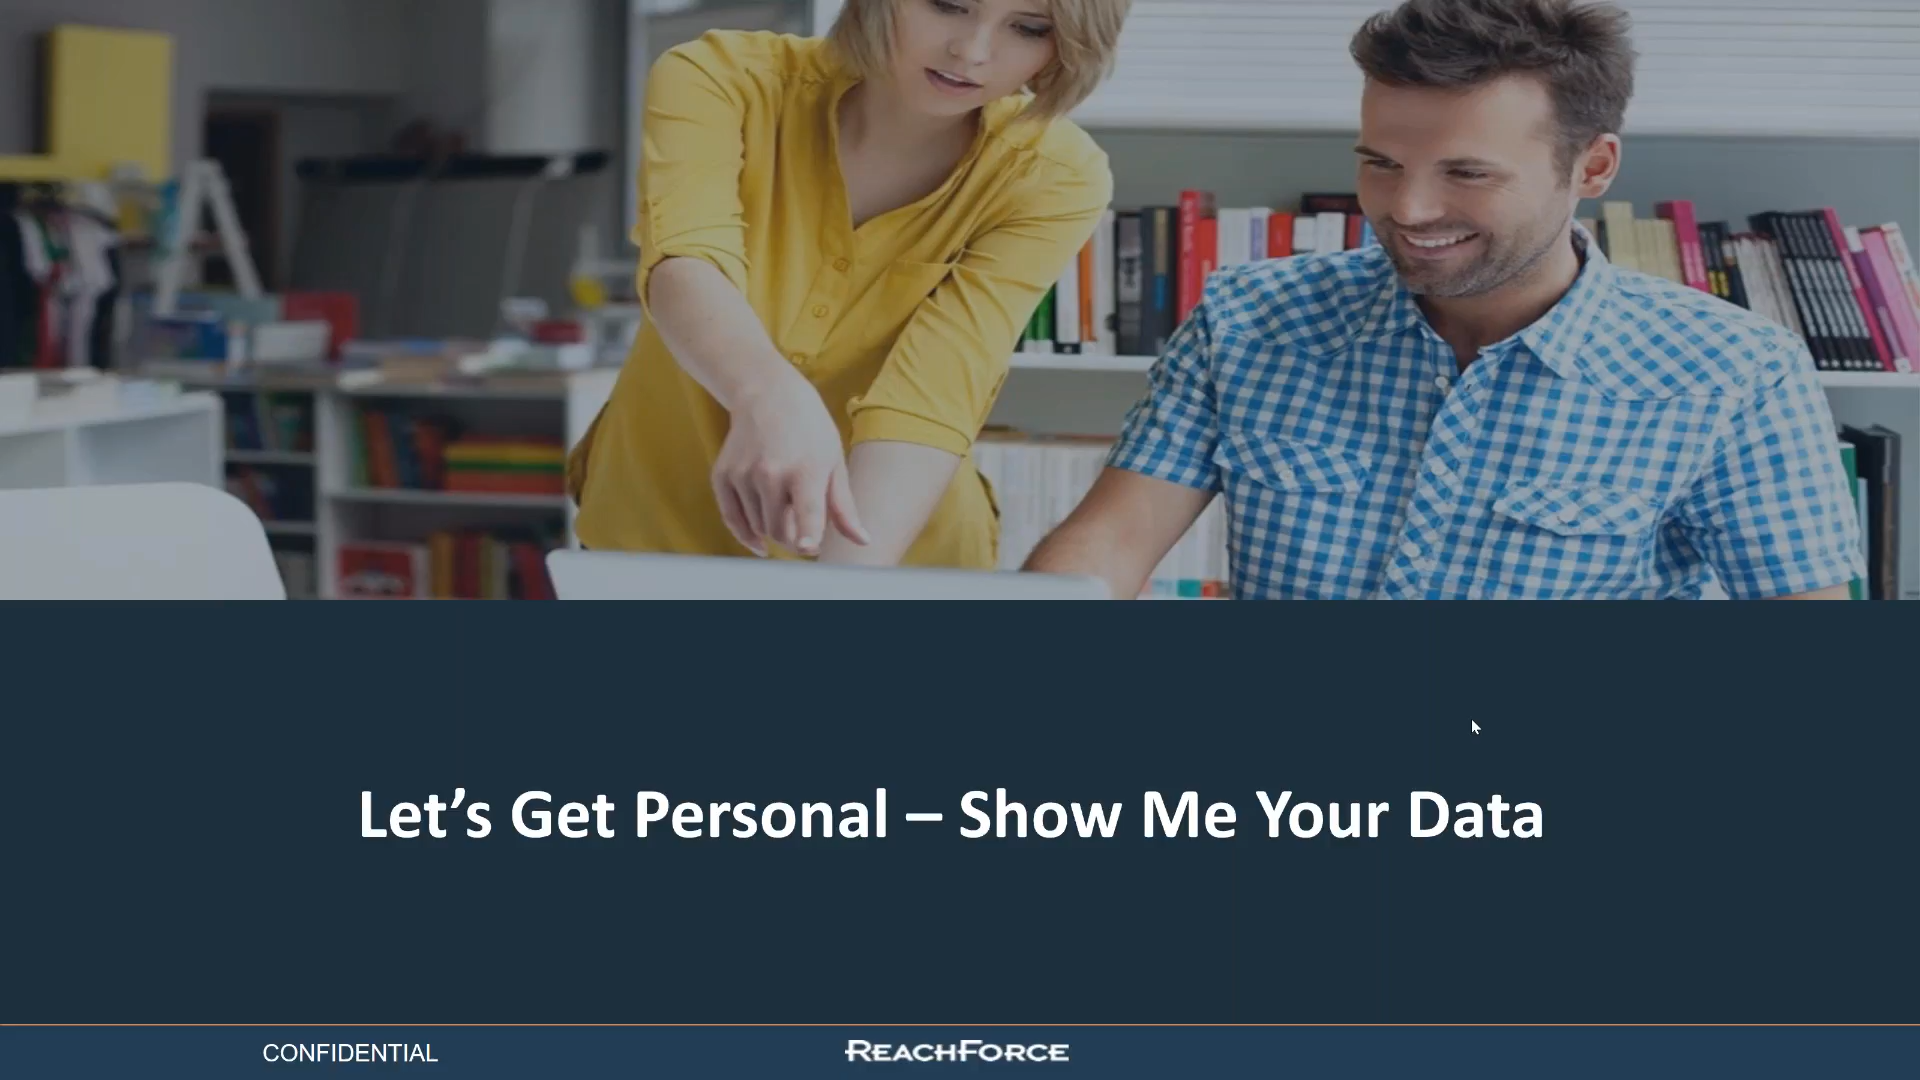 Let’s Get Personal – Show Me Your Data
CONFIDENTIAL
REACHFORCE